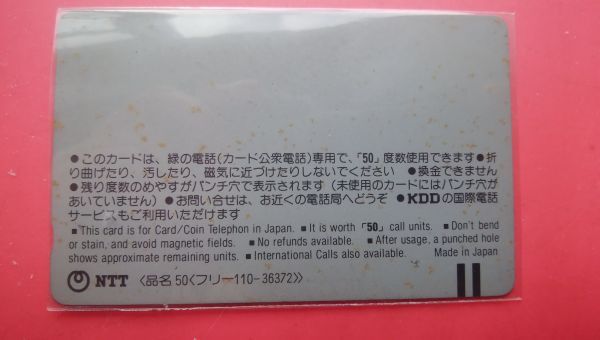 ●このカードは、緑の電話(カード公衆電話)専用で、「50」度数使用できます●折
り曲げたり、汚したり、磁気に近づけたりしないでください ●換金できません
●残り度数のめやすがパンチ穴で表示されます(未使用のカードにはパンチ穴が
あいていません) ●お問い合せは、お近くの電話局へどうぞ ●KDDの国際電話
サービスもご利用いただけます
■This card is for Card/Coin Telephon in Japan. ■It is worth「50」call units. ■Don't bend
or stain, and avoid magnetic fields. ■No refunds available. ■After usage, a punched hole
shows approximate remaining units. ■International Calls also available. Made in Japan
NTT 〈品名 50〈フリー110-36372〉〉